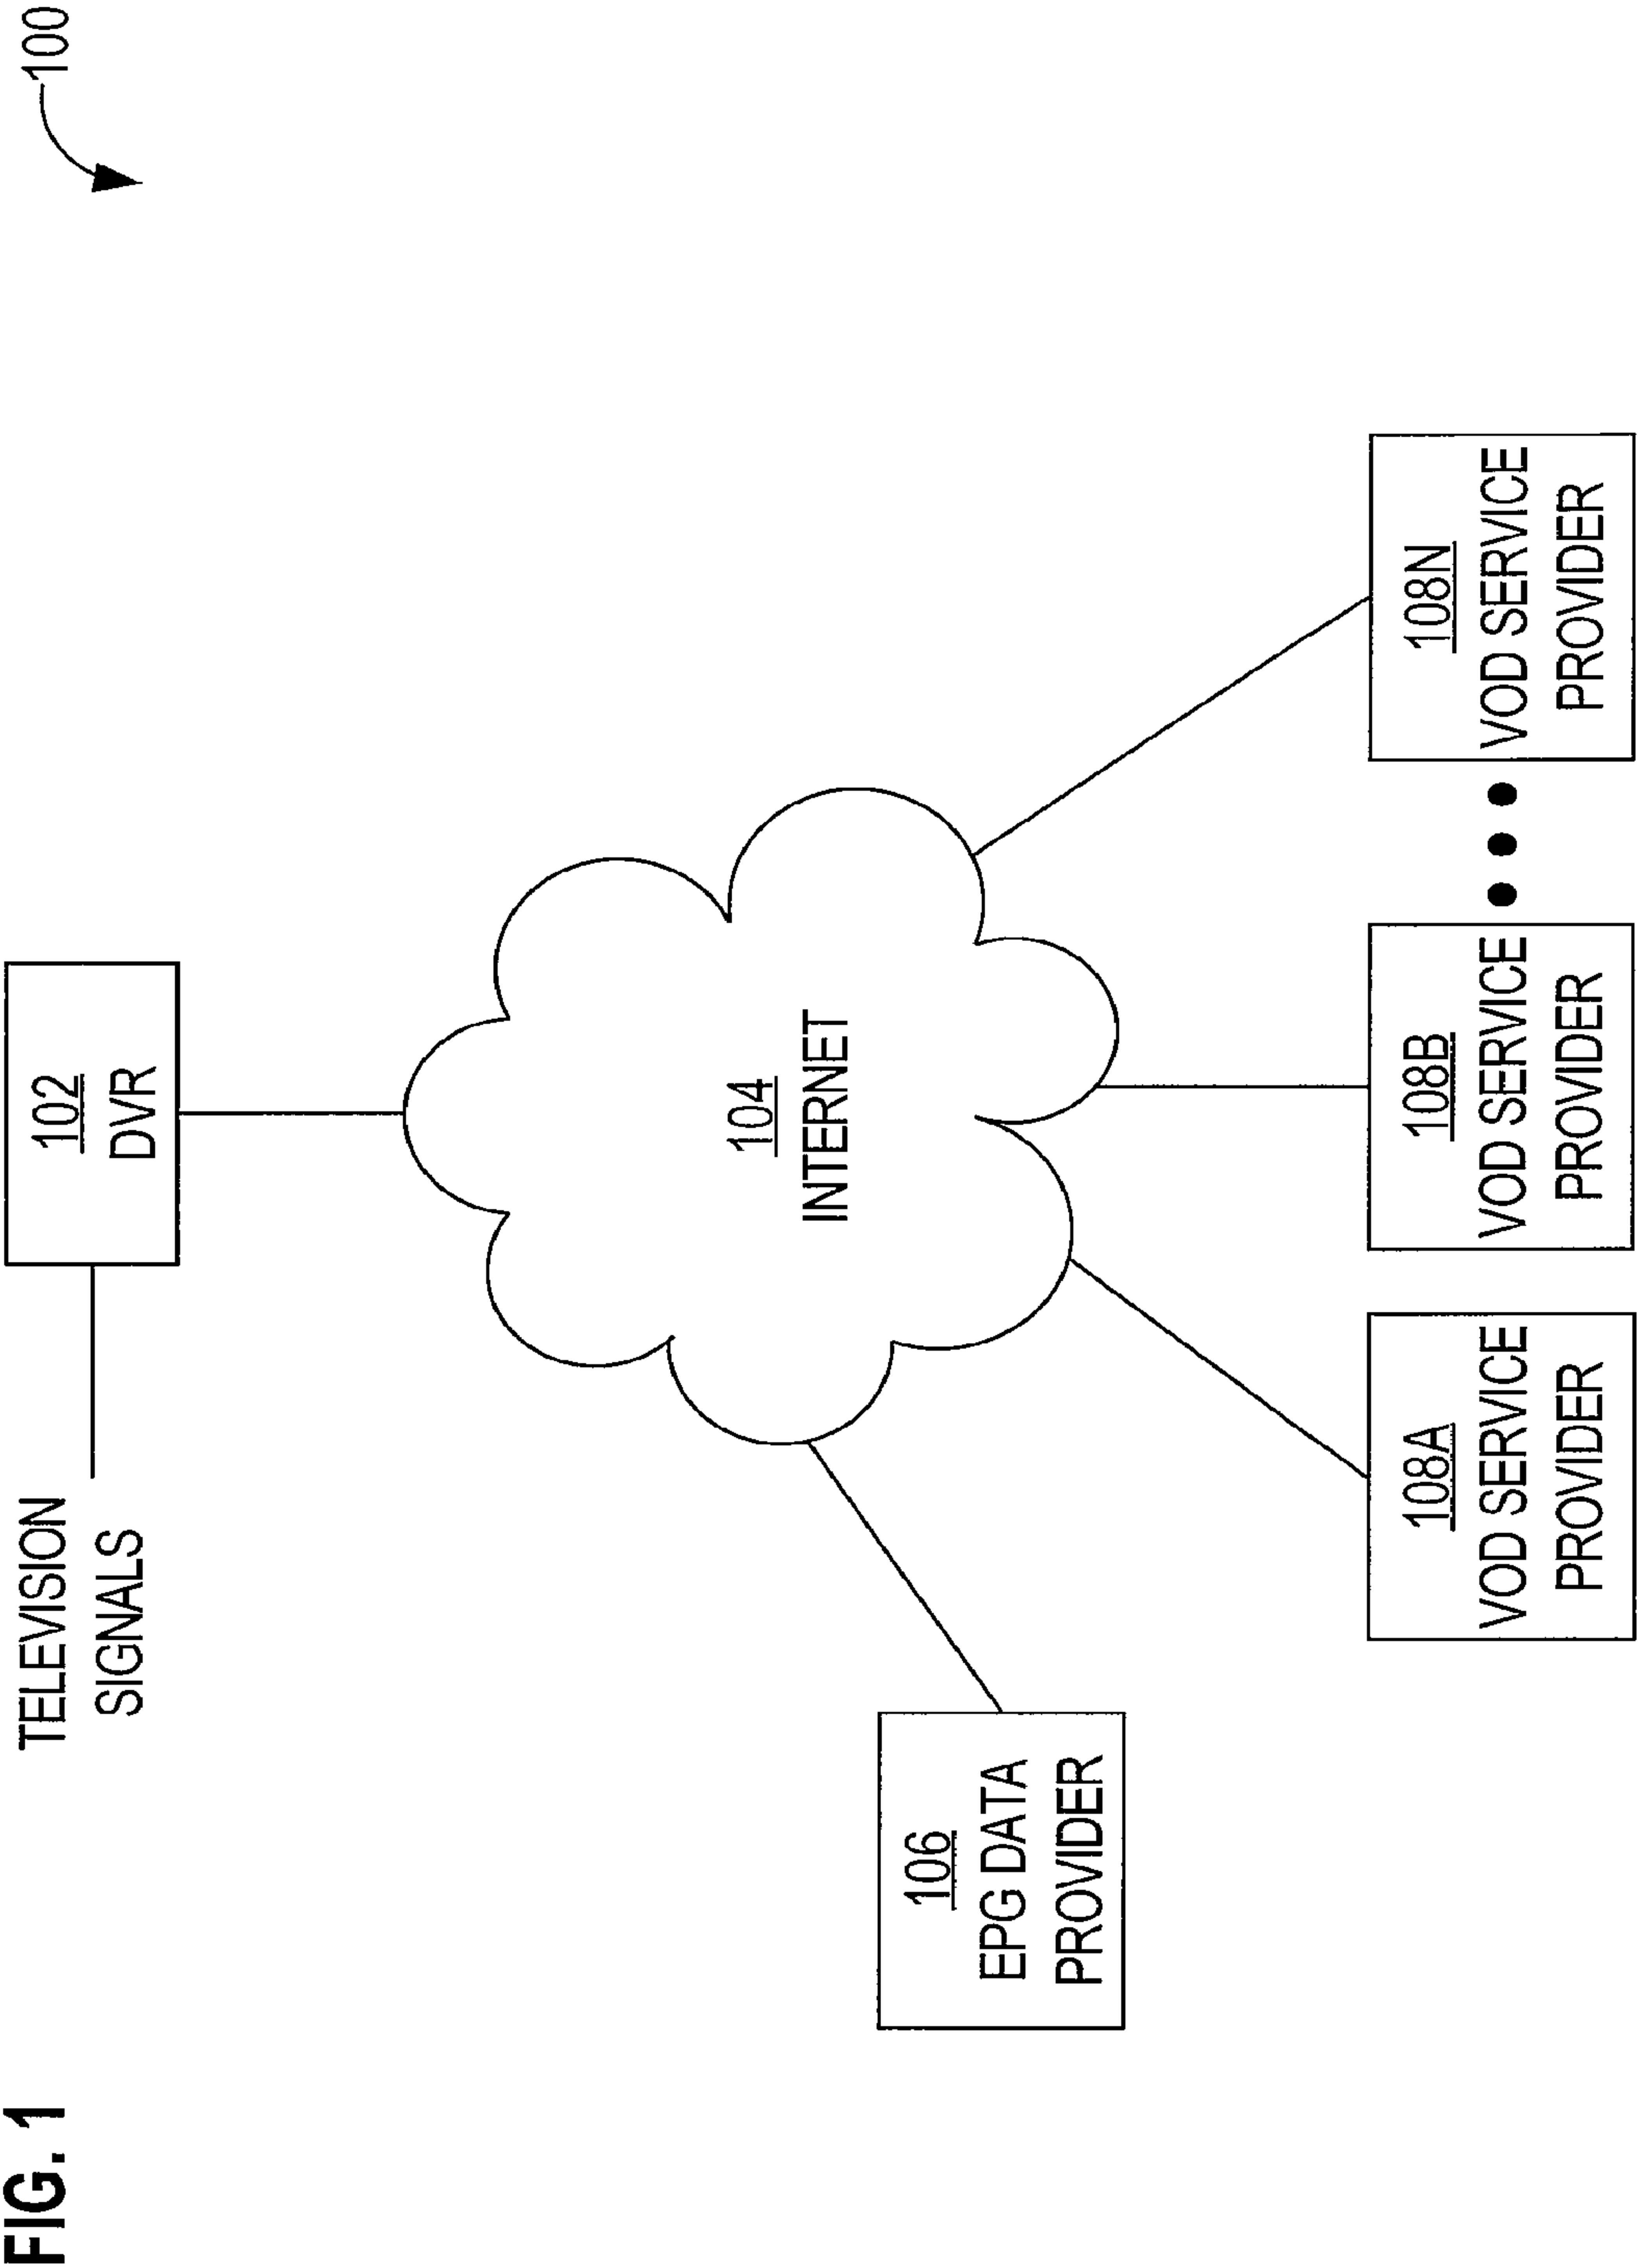 FIG. 1
100
TELEVISION
SIGNALS
102
DVR
104
INTERNET
106
EPG DATA
PROVIDER
108A
VOD SERVICE
PROVIDER
108B
VOD SERVICE
PROVIDER
108N
VOD SERVICE
PROVIDER